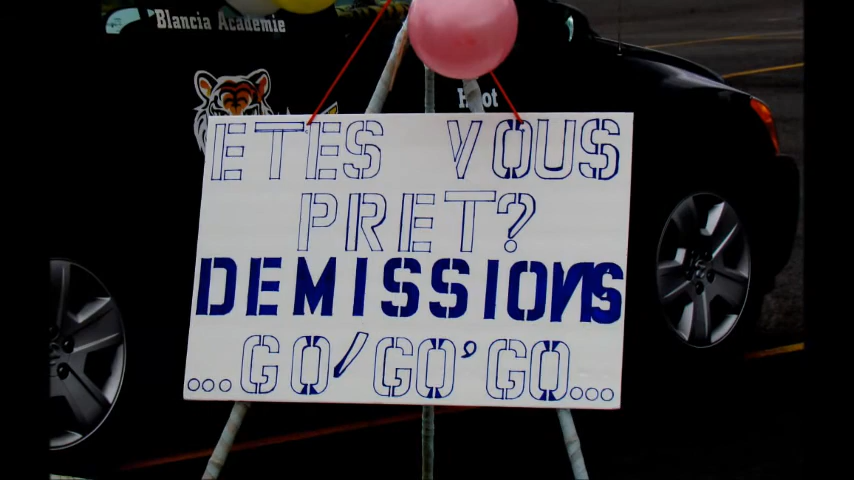 Blancia Academie
ETES VOUS
PRET?
DEMISSIONS
...GO/GO'GO...